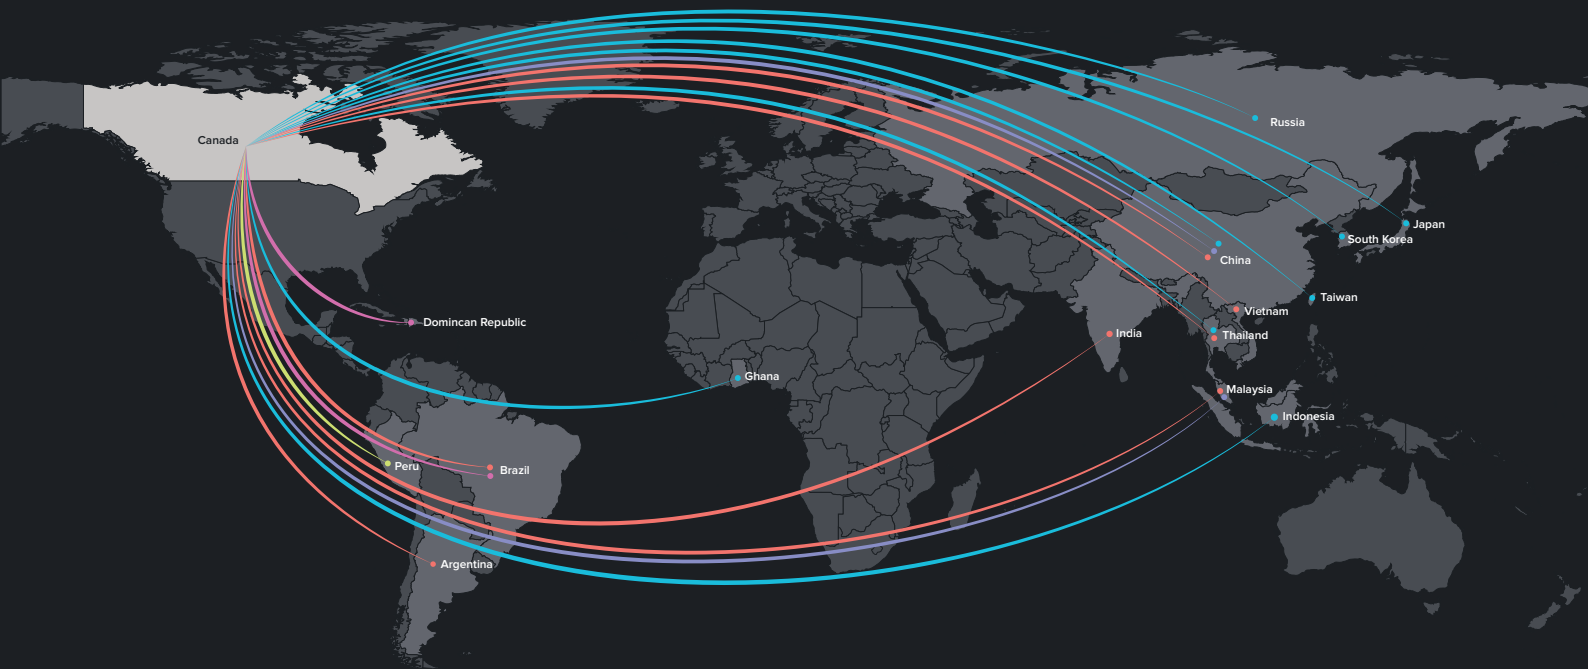 Russia
Canada
Japan
South Korea
China
Taiwan
Vietnam
Domincan Republic
India
Thailand
Ghana
Malaysia
Indonesia
Peru
Brazil
Argentina